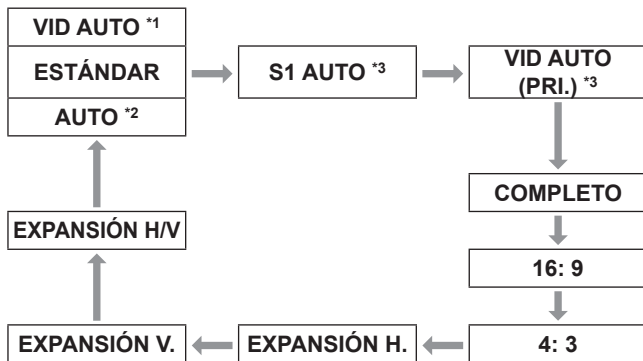 VID AUTO *1
ESTÁNDAR
AUTO *2
S1 AUTO *3
VID AUTO
(PRI.) *3
COMPLETO
16: 9
4: 3
EXPANSIÓN H.
EXPANSIÓN V.
EXPANSIÓN H/V